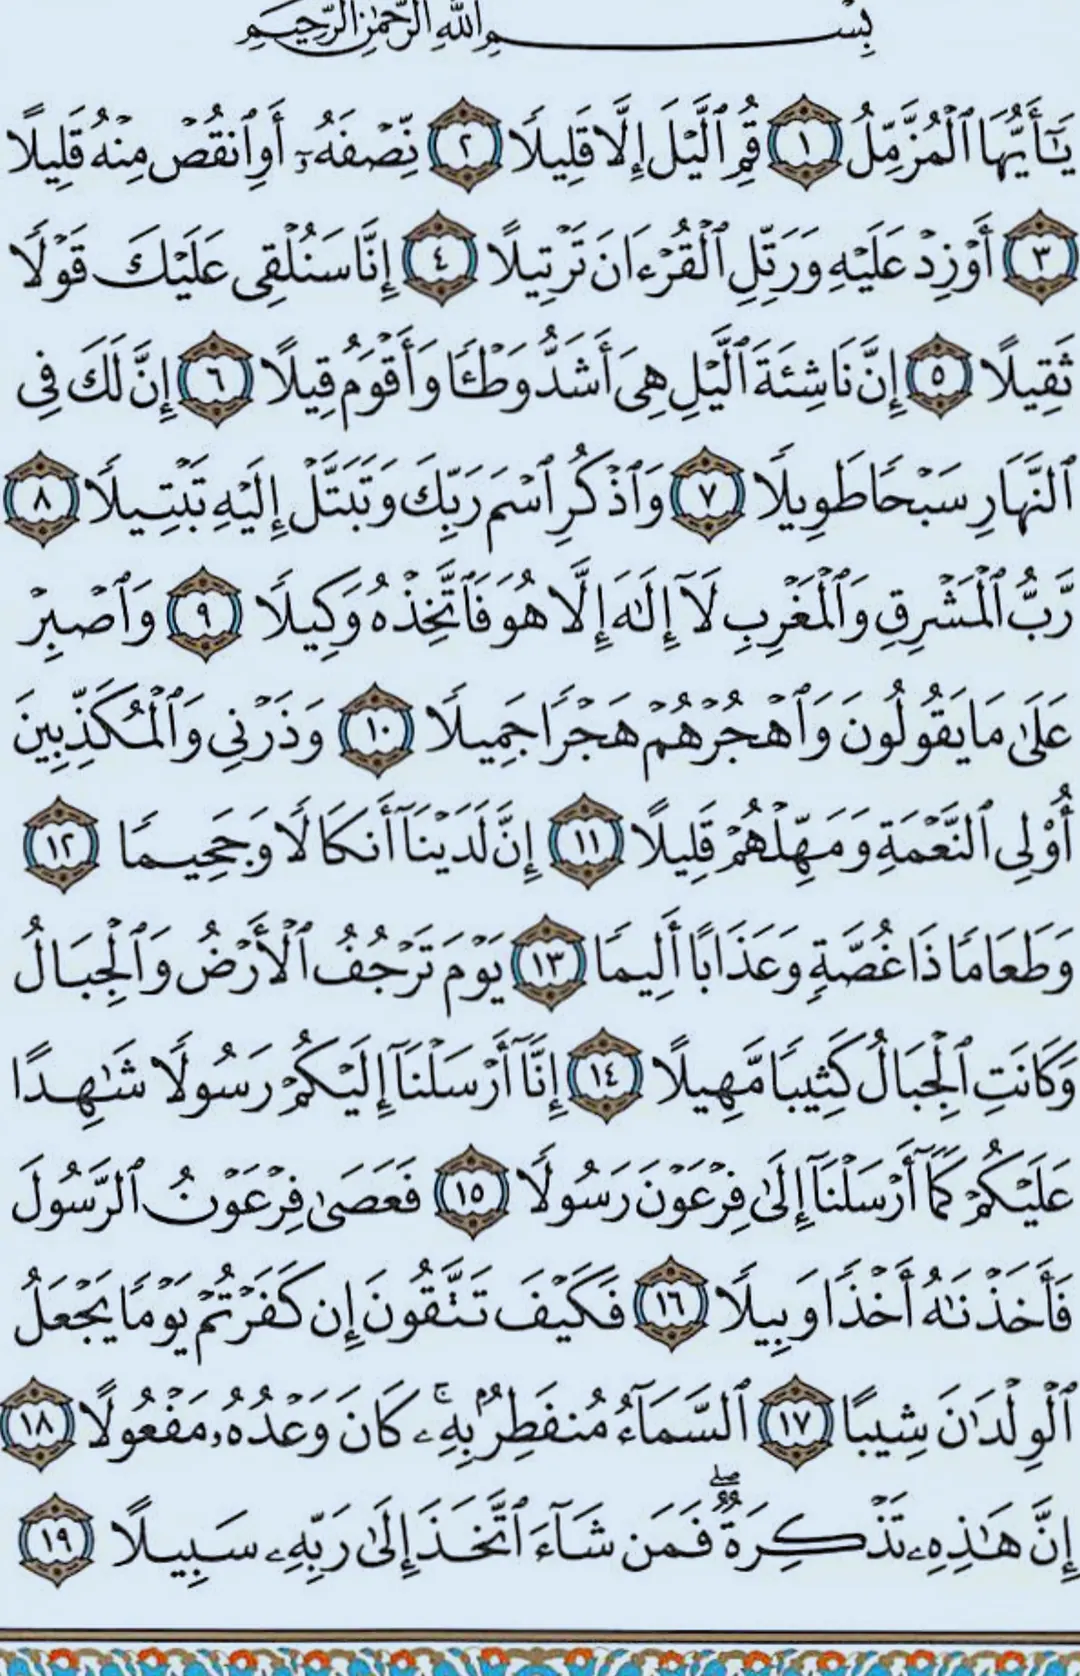 بِسْمِ اللَّهِ الرَّحْمَٰنِ الرَّحِيمِ
يَٰٓأَيُّهَا ٱلْمُزَّمِّلُ ١ قُمِ ٱلَّيْلَ إِلَّا قَلِيلًا ٢ نِّصْفَهُۥٓ أَوِ ٱنقُصْ مِنْهُ قَلِيلًا
٣ أَوْ زِدْ عَلَيْهِ وَرَتِّلِ ٱلْقُرْءَانَ تَرْتِيلًا ٤ إِنَّا سَنُلْقِى عَلَيْكَ قَوْلًا
ثَقِيلًا ٥ إِنَّ نَاشِئَةَ ٱلَّيْلِ هِىَ أَشَدُّ وَطْـًٔا وَأَقْوَمُ قِيلًا ٦ إِنَّ لَكَ فِى
ٱلنَّهَارِ سَبْحًا طَوِيلًا ٧ وَٱذْكُرِ ٱسْمَ رَبِّكَ وَتَبَتَّلْ إِلَيْهِ تَبْتِيلًا ٨
رَّبُّ ٱلْمَشْرِقِ وَٱلْمَغْرِبِ لَآ إِلَٰهَ إِلَّا هُوَ فَٱتَّخِذْهُ وَكِيلًا ٩ وَٱصْبِرْ
عَلَىٰ مَا يَقُولُونَ وَٱهْجُرْهُمْ هَجْرًا جَمِيلًا ١٠ وَذَرْنِى وَٱلْمُكَذِّبِينَ
أُو۟لِى ٱلنَّعْمَةِ وَمَهِّلْهُمْ قَلِيلًا ١١ إِنَّ لَدَيْنَآ أَنكَالًا وَجَحِيمًا ١٢
وَطَعَامًا ذَا غُصَّةٍ وَعَذَابًا أَلِيمًا ١٣ يَوْمَ تَرْجُفُ ٱلْأَرْضُ وَٱلْجِبَالُ
وَكَانَتِ ٱلْجِبَالُ كَثِيبًا مَّهِيلًا ١٤ إِنَّآ أَرْسَلْنَآ إِلَيْكُمْ رَسُولًا شَٰهِدًا
عَلَيْكُمْ كَمَآ أَرْسَلْنَآ إِلَىٰ فِرْعَوْنَ رَسُولًا ١٥ فَعَصَىٰ فِرْعَوْنُ ٱلرَّسُولَ
فَأَخَذْنَٰهُ أَخْذًا وَبِيلًا ١٦ فَكَيْفَ تَتَّقُونَ إِن كَفَرْتُمْ يَوْمًا يَجْعَلُ
ٱلْوِلْدَٰنَ شِيبًا ١٧ ٱلسَّمَآءُ مُنفَطِرٌۢ بِهِۦ ۚ كَانَ وَعْدُهُۥ مَفْعُولًا ١٨
إِنَّ هَٰذِهِۦ تَذْكِرَةٌ ۖ فَمَن شَآءَ ٱتَّخَذَ إِلَىٰ رَبِّهِۦ سَبِيلًا ١٩